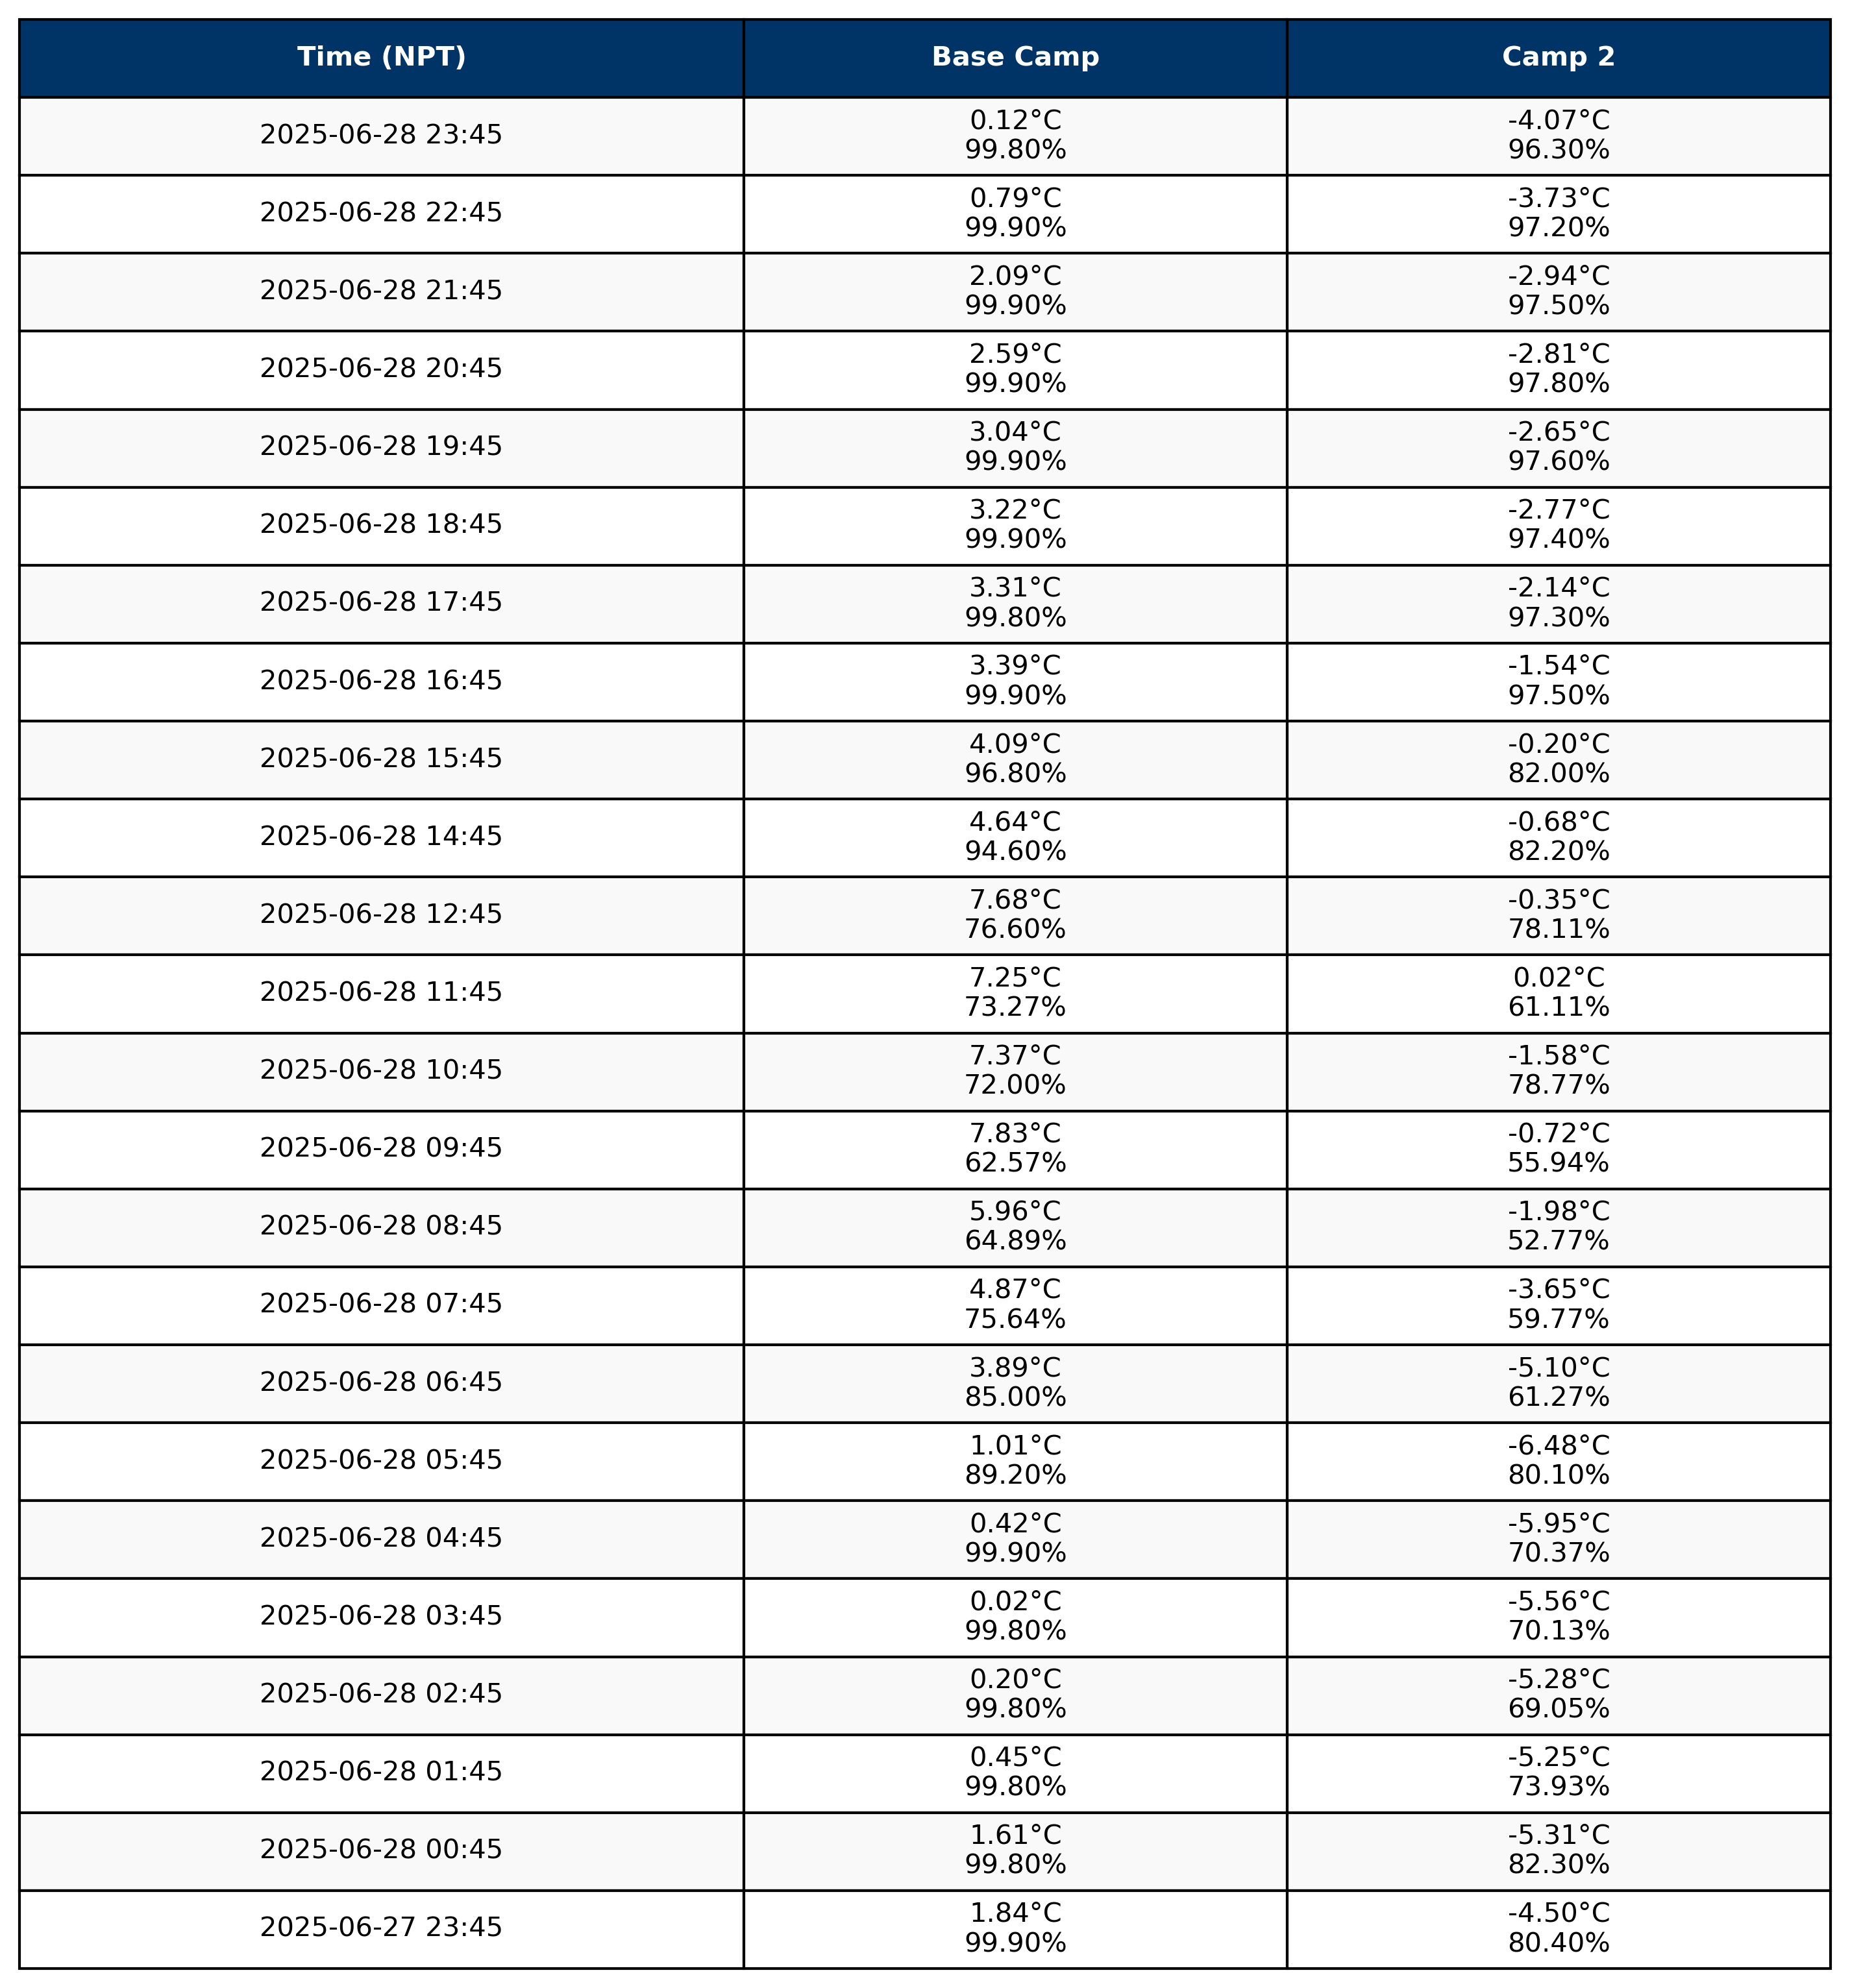 Time (NPT) Base Camp Camp 2
2025-06-28 23:45 0.12°C -4.07°C
99.80% 96.30%
2025-06-28 22:45 0.79°C -3.73°C
99.90% 97.20%
2025-06-28 21:45 2.09°C -2.94°C
99.90% 97.50%
2025-06-28 20:45 2.59°C -2.81°C
99.90% 97.80%
2025-06-28 19:45 3.04°C -2.65°C
99.90% 97.60%
2025-06-28 18:45 3.22°C -2.77°C
99.90% 97.40%
2025-06-28 17:45 3.31°C -2.14°C
99.80% 97.30%
2025-06-28 16:45 3.39°C -1.54°C
99.90% 97.50%
2025-06-28 15:45 4.09°C -0.20°C
96.80% 82.00%
2025-06-28 14:45 4.64°C -0.68°C
94.60% 82.20%
2025-06-28 12:45 7.68°C -0.35°C
76.60% 78.11%
2025-06-28 11:45 7.25°C 0.02°C
73.27% 61.11%
2025-06-28 10:45 7.37°C -1.58°C
72.00% 78.77%
2025-06-28 09:45 7.83°C -0.72°C
62.57% 55.94%
2025-06-28 08:45 5.96°C -1.98°C
64.89% 52.77%
2025-06-28 07:45 4.87°C -3.65°C
75.64% 59.77%
2025-06-28 06:45 3.89°C -5.10°C
85.00% 61.27%
2025-06-28 05:45 1.01°C -6.48°C
89.20% 80.10%
2025-06-28 04:45 0.42°C -5.95°C
99.90% 70.37%
2025-06-28 03:45 0.02°C -5.56°C
99.80% 70.13%
2025-06-28 02:45 0.20°C -5.28°C
99.80% 69.05%
2025-06-28 01:45 0.45°C -5.25°C
99.80% 73.93%
2025-06-28 00:45 1.61°C -5.31°C
99.80% 82.30%
2025-06-27 23:45 1.84°C -4.50°C
99.90% 80.40%